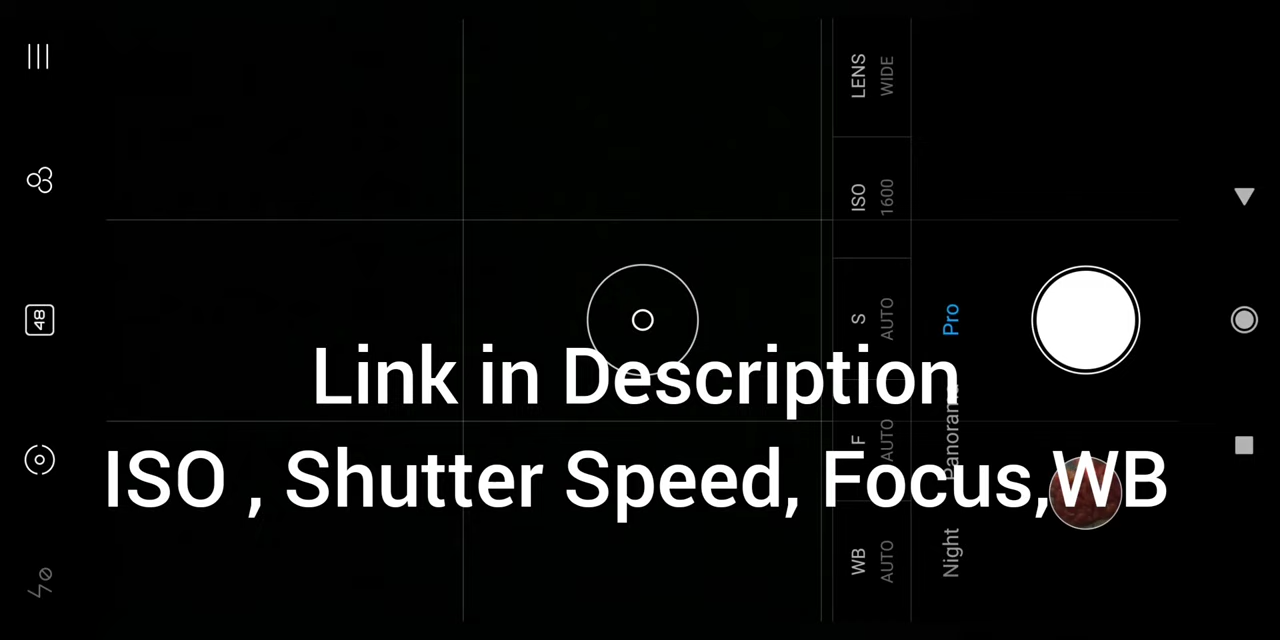 LENS
WIDE
ISO
1600
S
AUTO
F
AUTO
WB
AUTO
Pro
Panorama
Night
48
Link in Description
ISO , Shutter Speed, Focus,WB